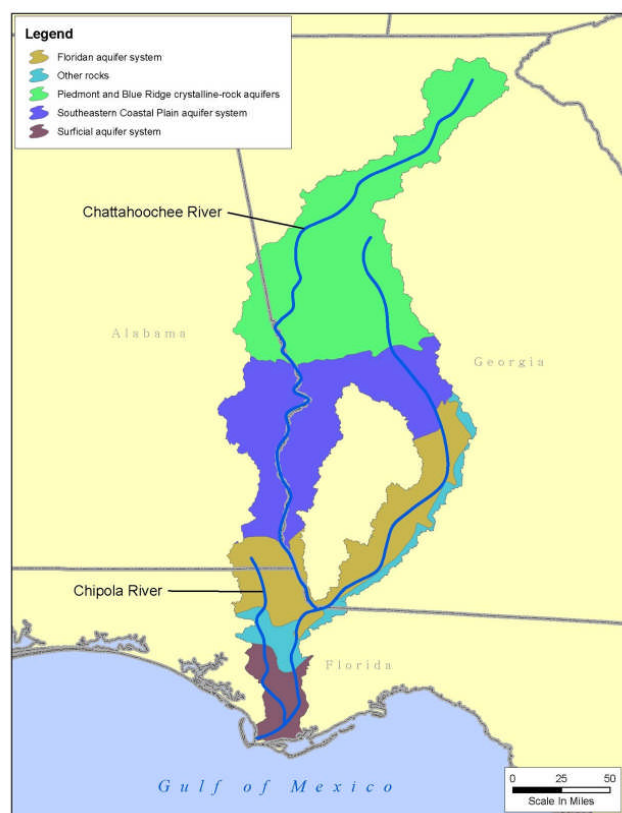 Legend
Floridan aquifer system
Other rocks
Piedmont and Blue Ridge crystalline-rock aquifers
Southeastern Coastal Plain aquifer system
Surficial aquifer system
Chattahoochee River
Alabama
Georgia
Chipola River
Florida
Gulf of Mexico
0 25 50
Scale In Miles